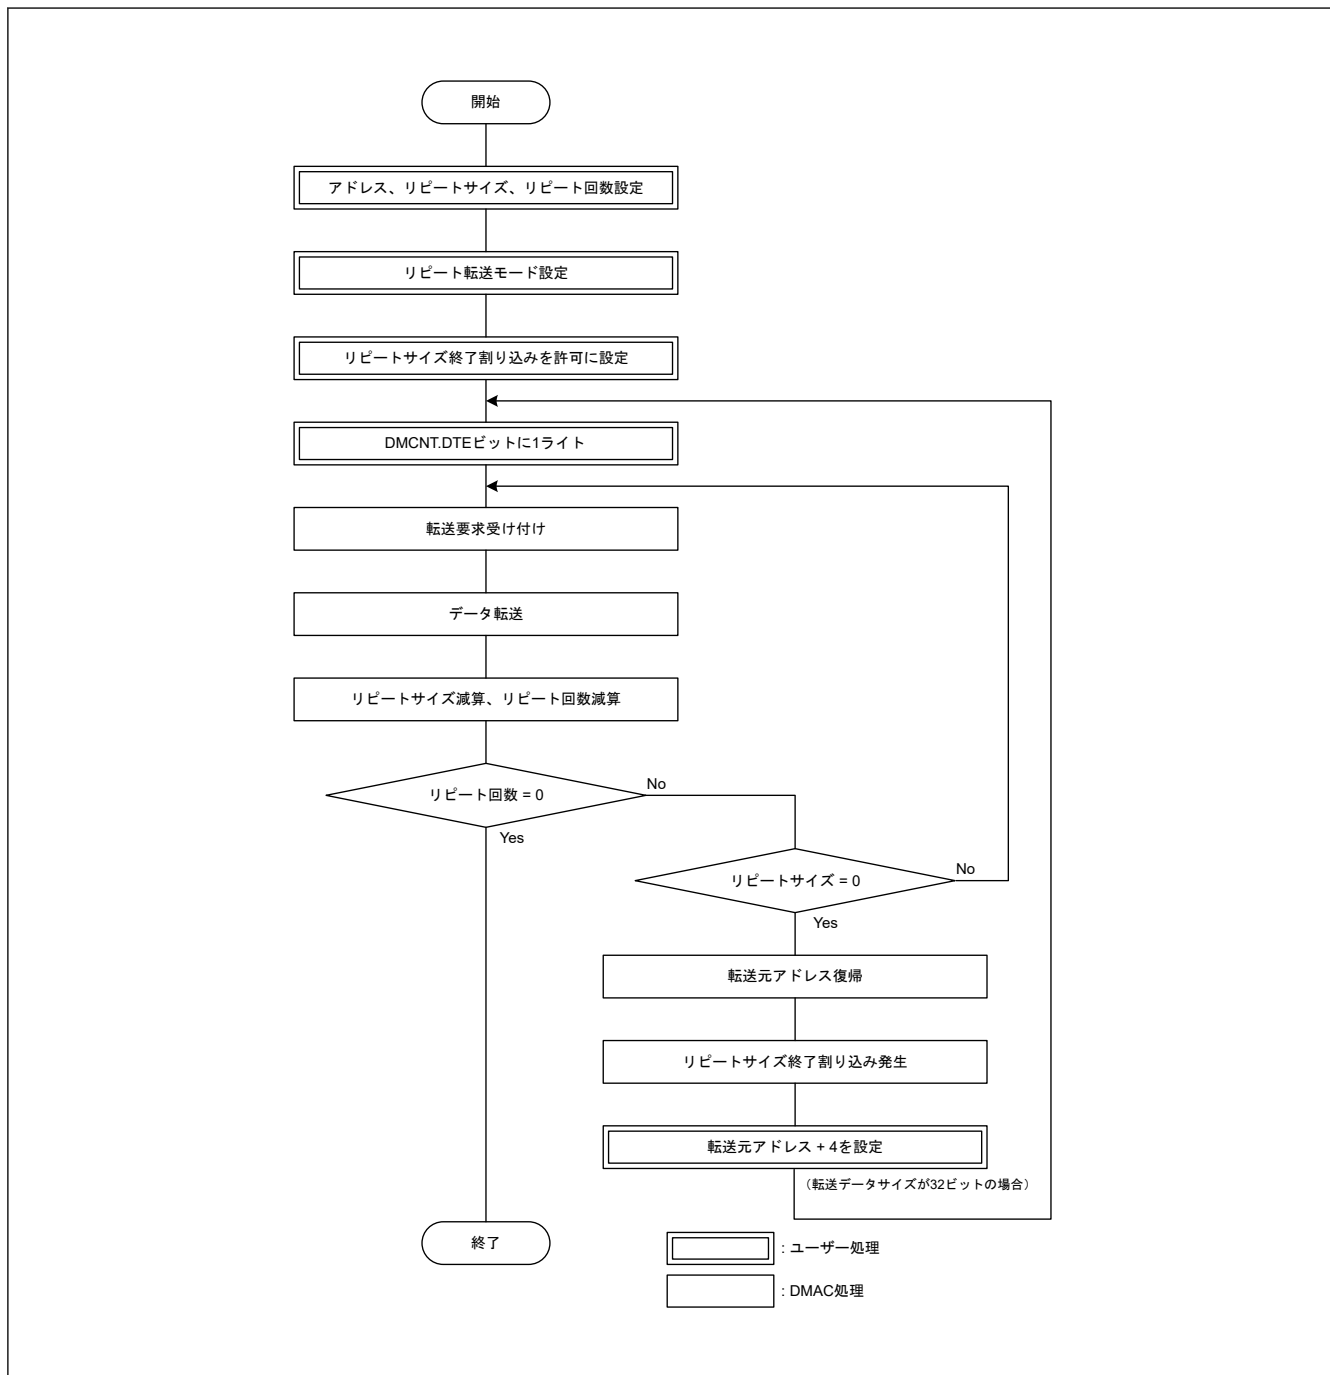 開始
アドレス、リピートサイズ、リピート回数設定
リピート転送モード設定
リピートサイズ終了割り込みを許可に設定
DMCNT.DTEビットに1ライト
転送要求受け付け
データ転送
リピートサイズ減算、リピート回数減算
リピート回数 = 0
No
Yes
リピートサイズ = 0
No
Yes
転送元アドレス復帰
リピートサイズ終了割り込み発生
転送元アドレス + 4を設定
（転送データサイズが32ビットの場合）
終了
: ユーザー処理
: DMAC処理